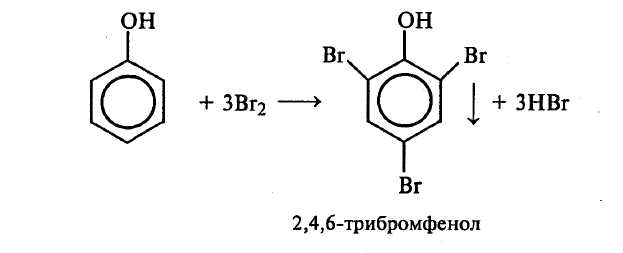 OH
OH
Br
Br
+ 3Br₂ ⟶
↓ + 3HBr
Br
2,4,6-трибромфенол